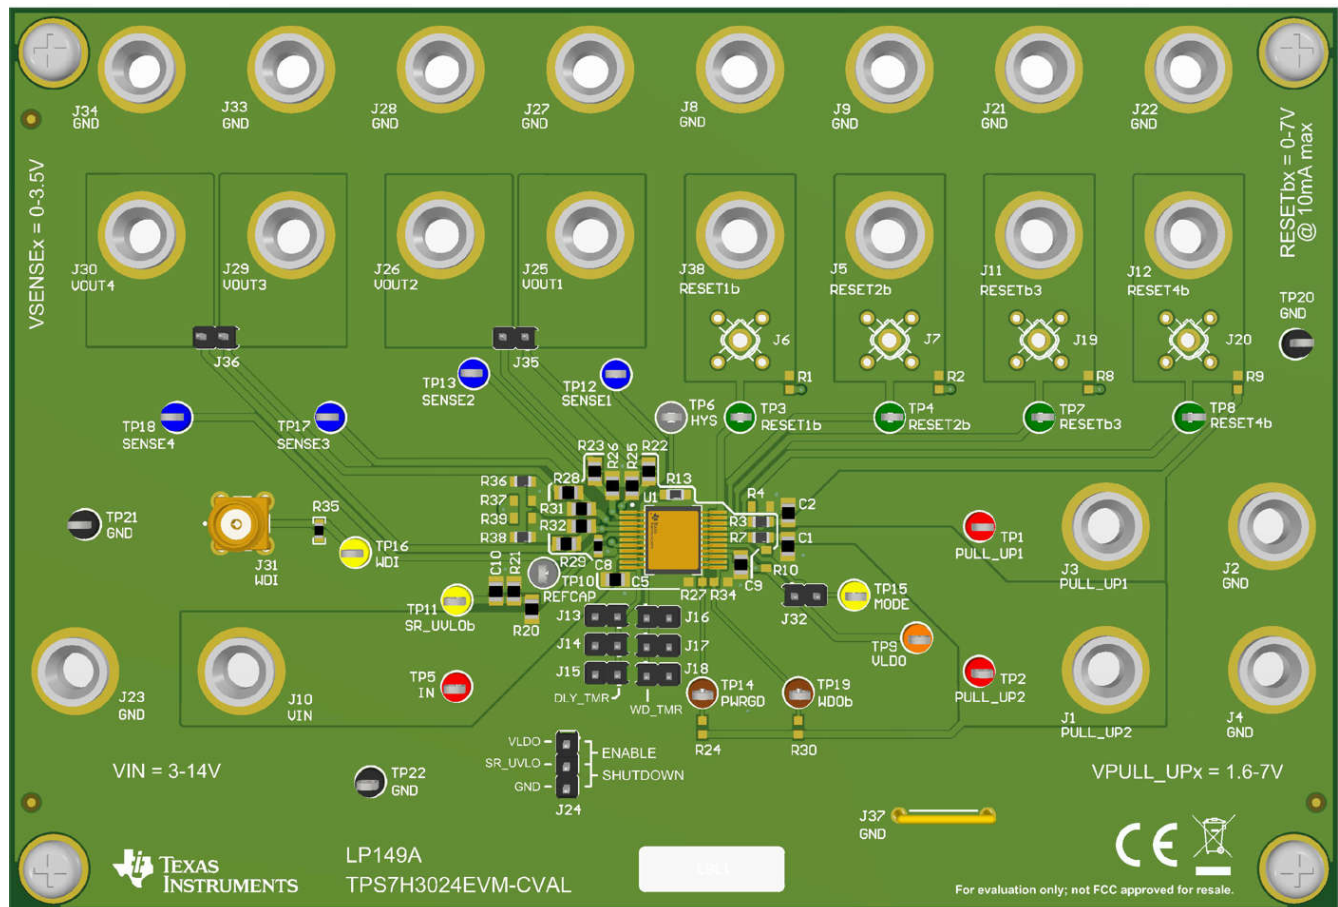 J34
GND
J33
GND
J28
GND
J27
GND
J8
GND
J9
GND
J21
GND
J22
GND
VSENSEx = 0-3.5V
RESETbx = 0-7V
@ 10mA max
J30
VOUT4
J29
VOUT3
J26
VOUT2
J25
VOUT1
J38
RESET1b
J5
RESET2b
J11
RESETb3
J12
RESET4b
TP20
GND
J36
J35
J6
J7
J19
J20
R1
R2
R8
R9
TP13
SENSE2
TP12
SENSE1
TP18
SENSE4
TP17
SENSE3
TP6
HYS
TP3
RESET1b
TP4
RESET2b
TP7
RESETb3
TP8
RESET4b
R23
R26
R25
R22
R36
R28
R13
R37
R31
U1
R4
C2
R39
R32
R3
R38
R7
C1
R29
C8
R10
C9
TP21
GND
J31
WDI
R35
TP16
WDI
C10
R21
TP10
REFCAP
C5
R27
R34
TP11
SR_UVLOb
R20
J32
TP15
MODE
TP9
VLDO
TP1
PULL_UP1
J3
PULL_UP1
J2
GND
J13
J16
J14
J17
J15
J18
DLY_TMR
WD_TMR
TP14
PWRGD
TP19
WDOb
R24
R30
TP2
PULL_UP2
J1
PULL_UP2
J4
GND
J23
GND
J10
VIN
TP5
IN
VLDO
ENABLE
SR_UVLO
SHUTDOWN
GND
J24
VIN = 3-14V
TP22
GND
VPULL_UPx = 1.6-7V
J37
GND
TEXAS
INSTRUMENTS
LP149A
TPS7H3024EVM-CVAL
CE
For evaluation only; not FCC approved for resale.